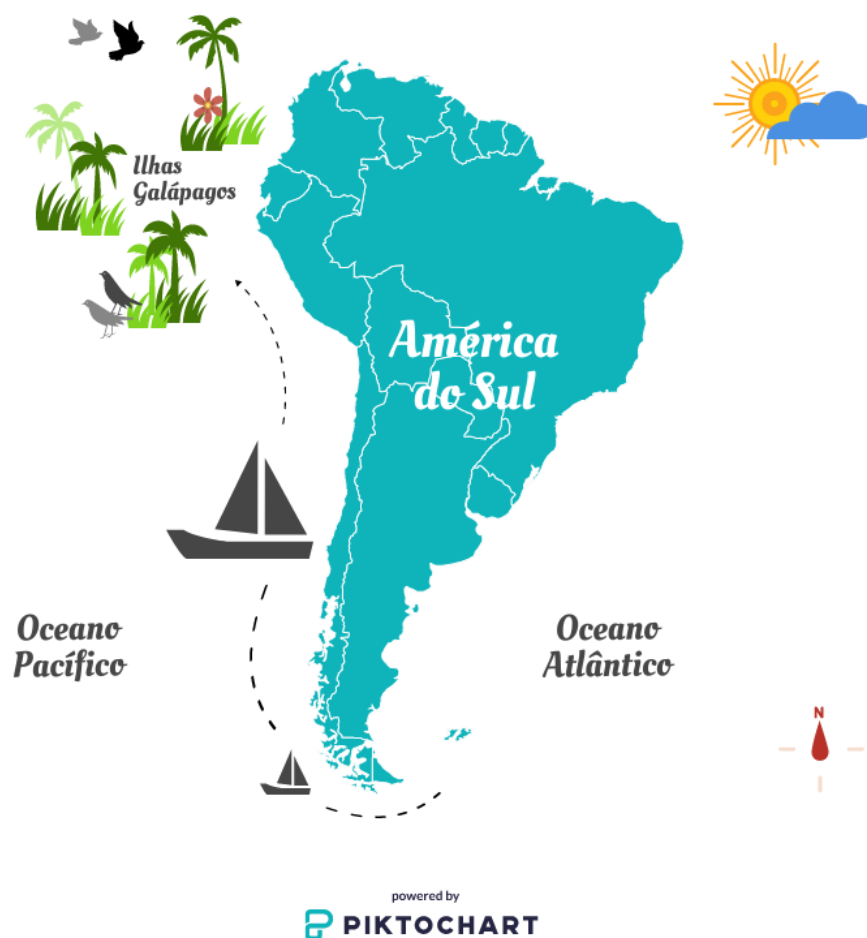 Ilhas
Galápagos
América
do Sul
Oceano
Pacífico
Oceano
Atlântico
N
powered by
PIKTOCHART